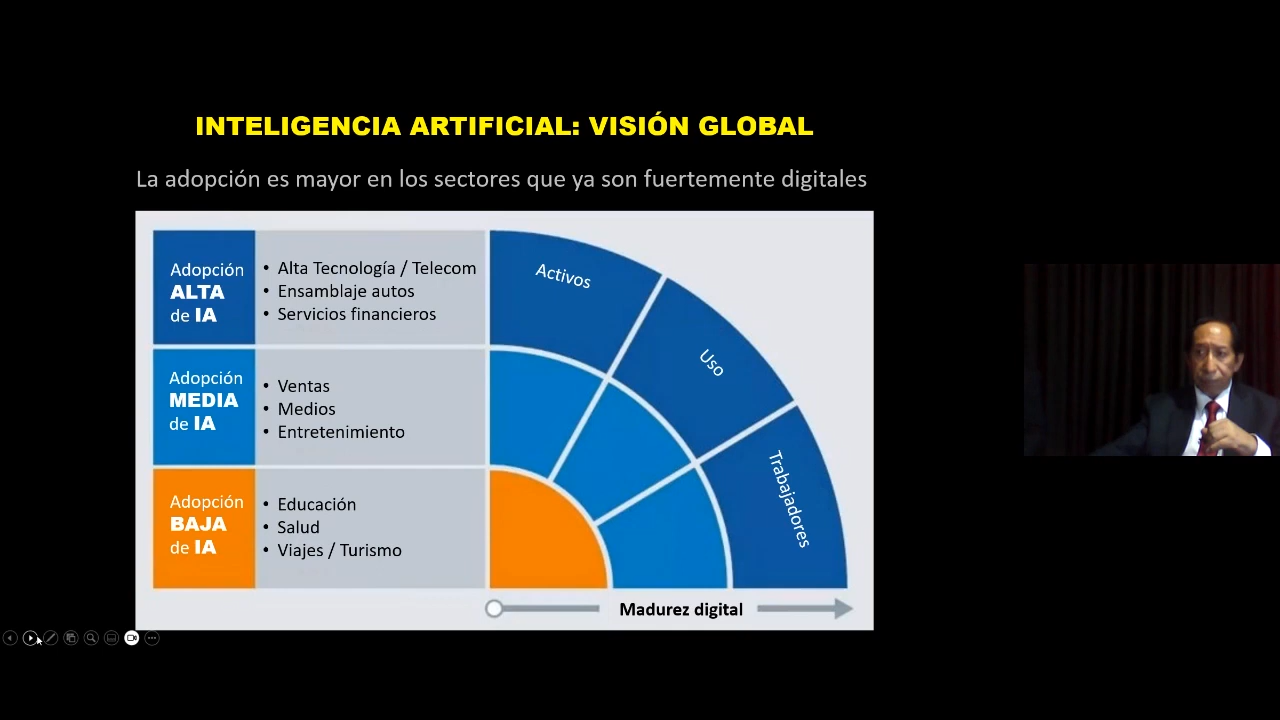 INTELIGENCIA ARTIFICIAL: VISIÓN GLOBAL
La adopción es mayor en los sectores que ya son fuertemente digitales
Adopción
ALTA
de IA
• Alta Tecnología / Telecom
• Ensamblaje autos
• Servicios financieros
Adopción
MEDIA
de IA
• Ventas
• Medios
• Entretenimiento
Adopción
BAJA
de IA
• Educación
• Salud
• Viajes / Turismo
Activos
Uso
Trabajadores
Madurez digital